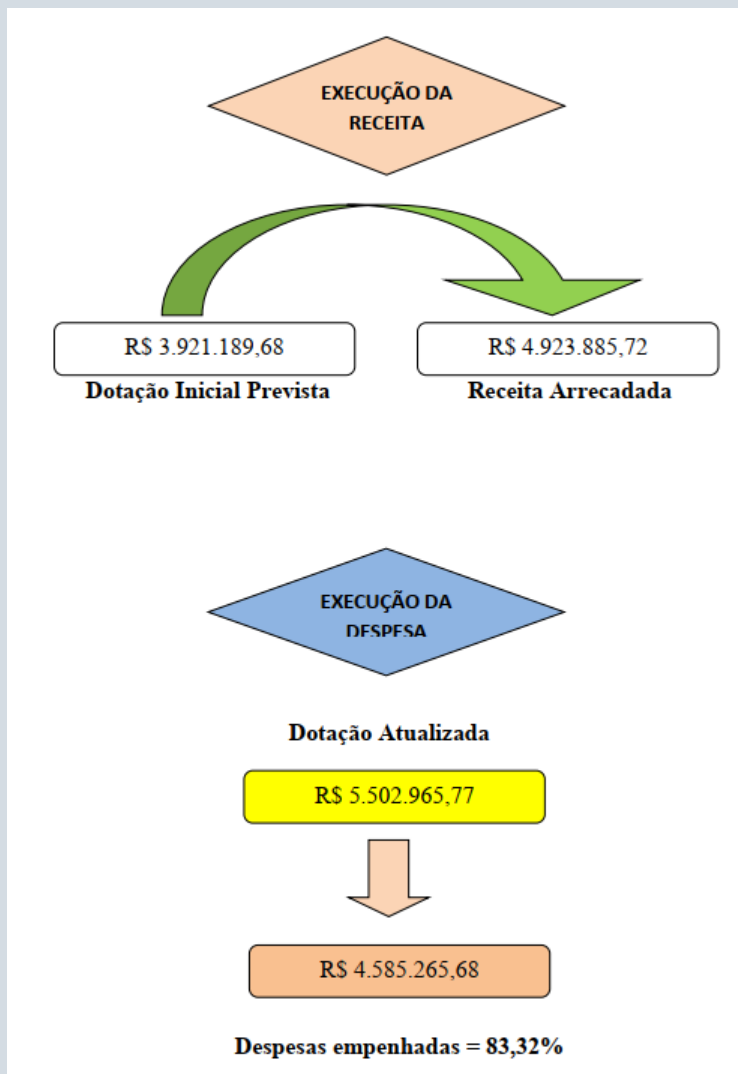 EXECUÇÃO DA
RECEITA
R$ 3.921.189,68
R$ 4.923.885,72
Dotação Inicial Prevista
Receita Arrecadada
EXECUÇÃO DA
DESPESA
Dotação Atualizada
R$ 5.502.965,77
R$ 4.585.265,68
Despesas empenhadas = 83,32%